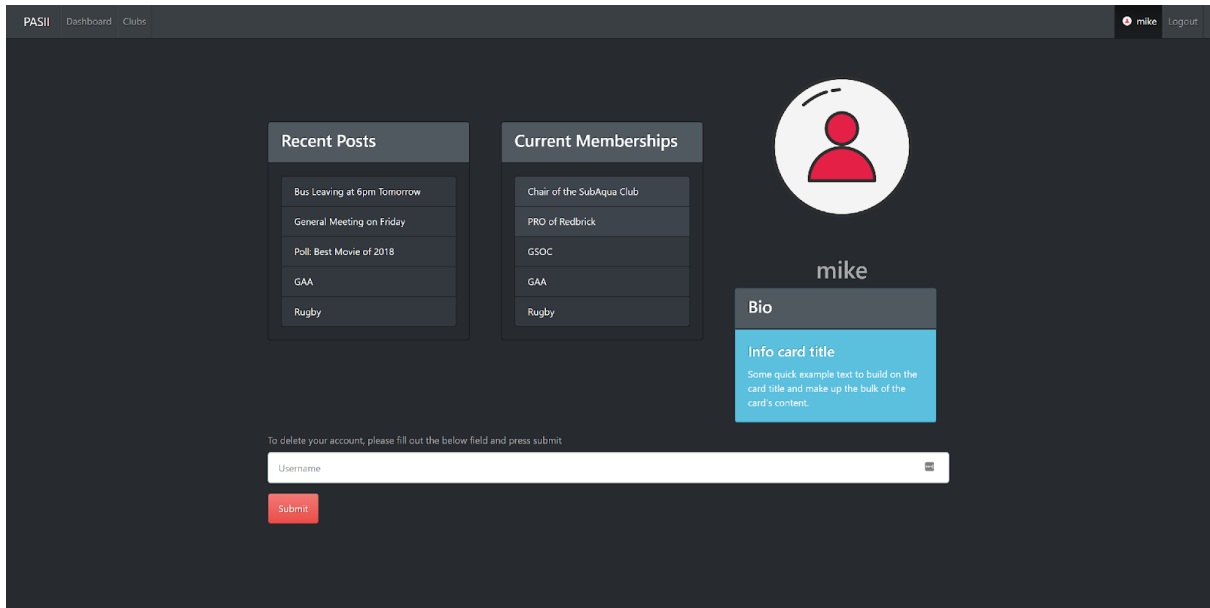 PASII Dashboard Clubs mike Logout
Recent Posts
Bus Leaving at 6pm Tomorrow
General Meeting on Friday
Poll: Best Movie of 2018
GAA
Rugby
Current Memberships
Chair of the SubAqua Club
PRO of Redbrick
GSOC
GAA
Rugby
mike
Bio
Info card title
Some quick example text to build on the
card title and make up the bulk of the
card's content.
To delete your account, please fill out the below field and press submit
Username
Submit